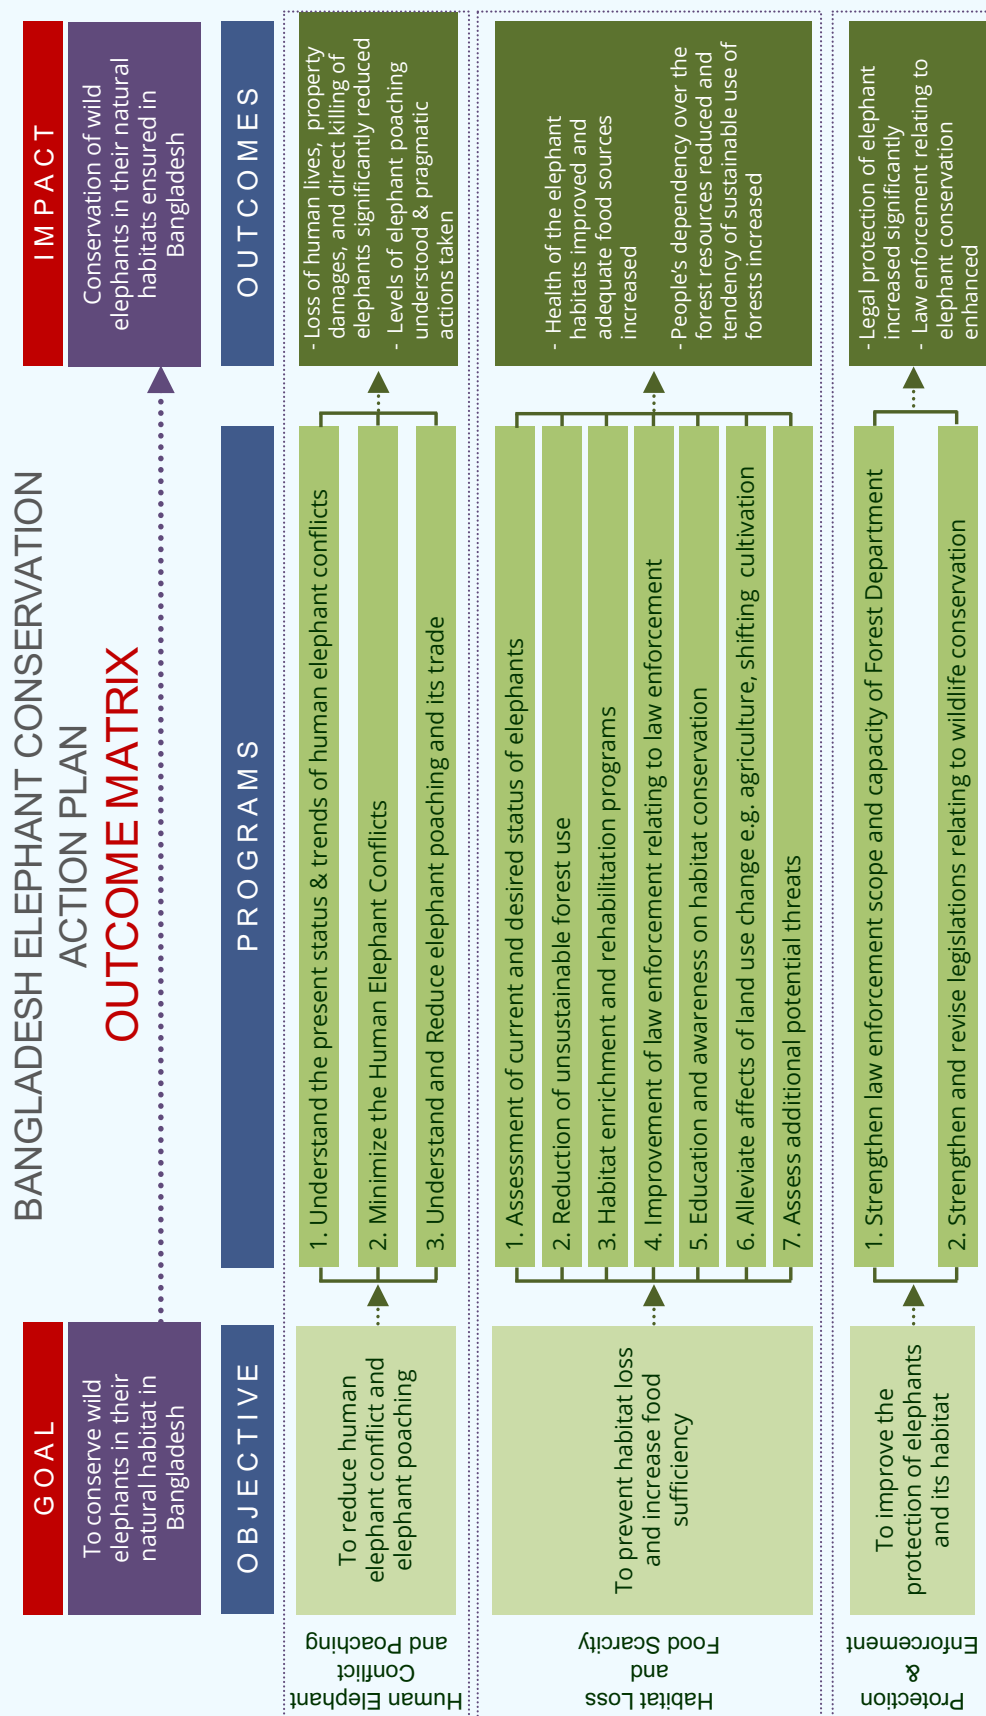 BANGLADESH ELEPHANT CONSERVATION
ACTION PLAN
OUTCOME MATRIX
GOAL
To conserve wild
elephants in their
natural habitat in
Bangladesh
IMPACT
Conservation of wild
elephants in their natural
habitats ensured in
Bangladesh
OBJECTIVE
PROGRAMS
OUTCOMES
Human Elephant
Conflict
and Poaching
To reduce human
elephant conflict and
elephant poaching
1. Understand the present status & trends of human elephant conflicts
2. Minimize the Human Elephant Conflicts
3. Understand and Reduce elephant poaching and its trade
- Loss of human lives, property
damages, and direct killing of
elephants significantly reduced
- Levels of elephant poaching
understood & pragmatic
actions taken
Habitat Loss
and
Food Scarcity
To prevent habitat loss
and increase food
sufficiency
1. Assessment of current and desired status of elephants
2. Reduction of unsustainable forest use
3. Habitat enrichment and rehabilitation programs
4. Improvement of law enforcement relating to law enforcement
5. Education and awareness on habitat conservation
6. Alleviate affects of land use change e.g. agriculture, shifting cultivation
7. Assess additional potential threats
- Health of the elephant
habitats improved and
adequate food sources
increased
- People’s dependency over the
forest resources reduced and
tendency of sustainable use of
forests increased
Protection
&
Enforcement
To improve the
protection of elephants
and its habitat
1. Strengthen law enforcement scope and capacity of Forest Department
2. Strengthen and revise legislations relating to wildlife conservation
- Legal protection of elephant
increased significantly
- Law enforcement relating to
elephant conservation
enhanced